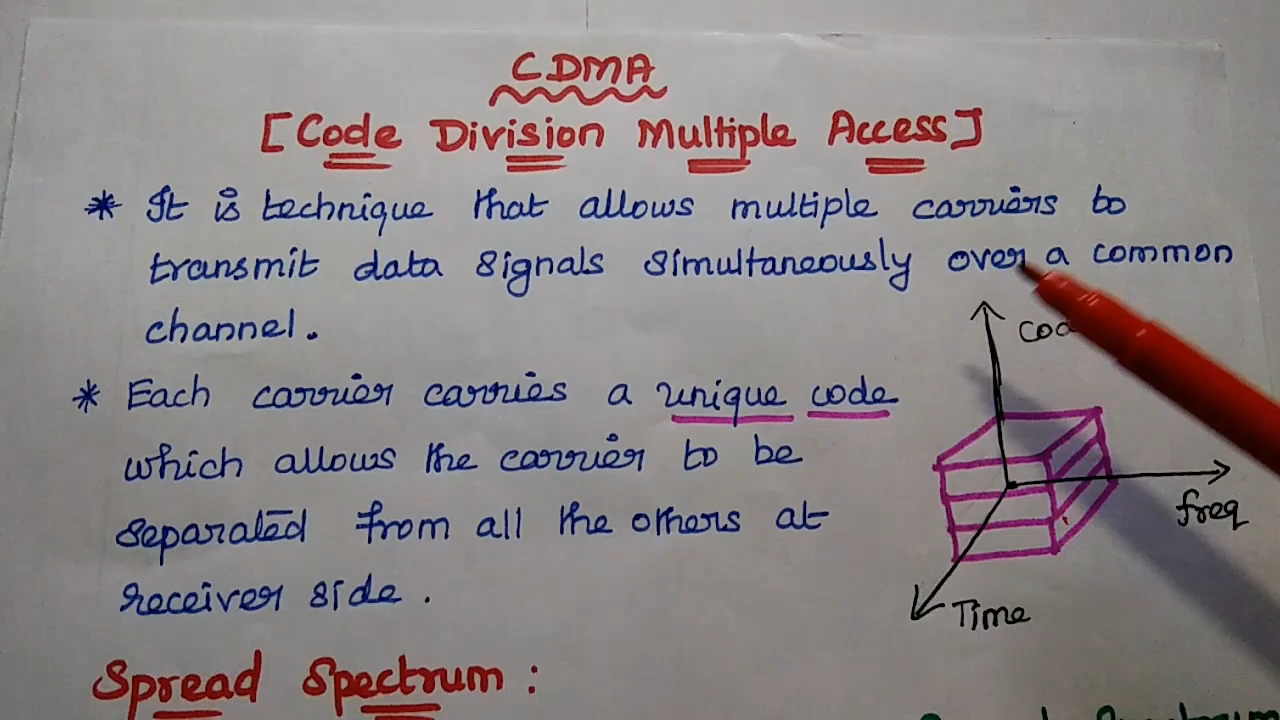 CDMA
[Code Division Multiple Access]
* It is technique that allows multiple carriers to
transmit data signals simultaneously over a common
channel.
* Each carrier carries a unique code
which allows the carrier to be
separated from all the others at
receiver side.
freq
Time
Spread Spectrum :